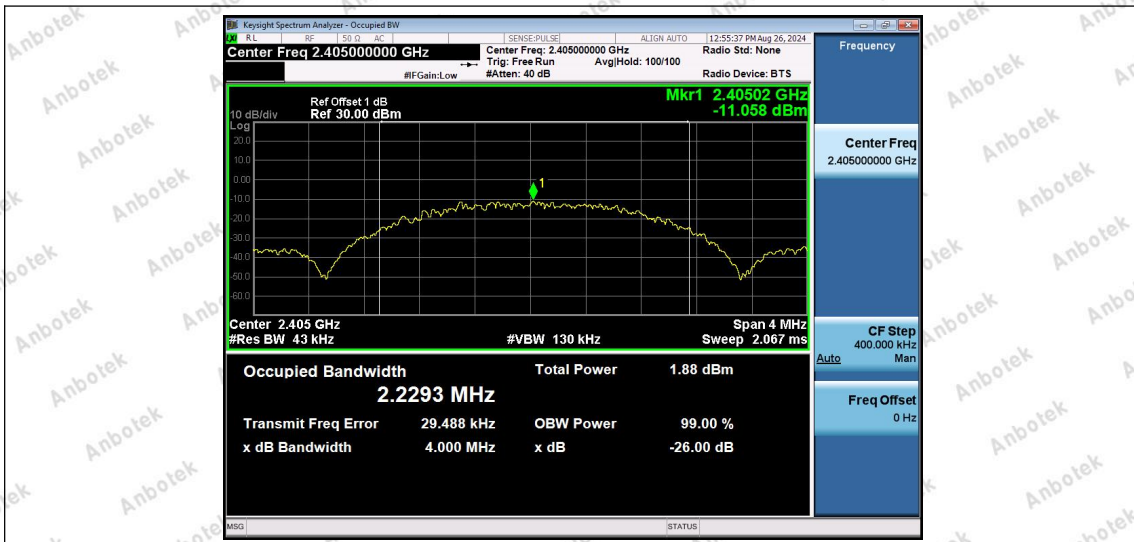 Keysight Spectrum Analyzer - Occupied BW
LXI RL RF 50 Ω AC SENSE:PULSE ALIGN AUTO 12:55:37 PM Aug 26, 2024
Center Freq 2.405000000 GHz
Center Freq: 2.405000000 GHz Radio Std: None
Trig: Free Run Avg|Hold: 100/100
#IFGain:Low #Atten: 40 dB Radio Device: BTS
Ref Offset 1 dB Mkr1 2.40502 GHz
10 dB/div Ref 30.00 dBm -11.058 dBm
Log
20.0
10.0
0.00
1
-10.0
-20.0
-30.0
-40.0
-50.0
-60.0
Center 2.405 GHz Span 4 MHz
#Res BW 43 kHz #VBW 130 kHz Sweep 2.067 ms
Occupied Bandwidth Total Power 1.88 dBm
2.2293 MHz
Transmit Freq Error 29.488 kHz OBW Power 99.00 %
x dB Bandwidth 4.000 MHz x dB -26.00 dB
MSG STATUS
Frequency
Center Freq
2.405000000 GHz
CF Step
400.000 kHz
Auto Man
Freq Offset
0 Hz
Anbotek